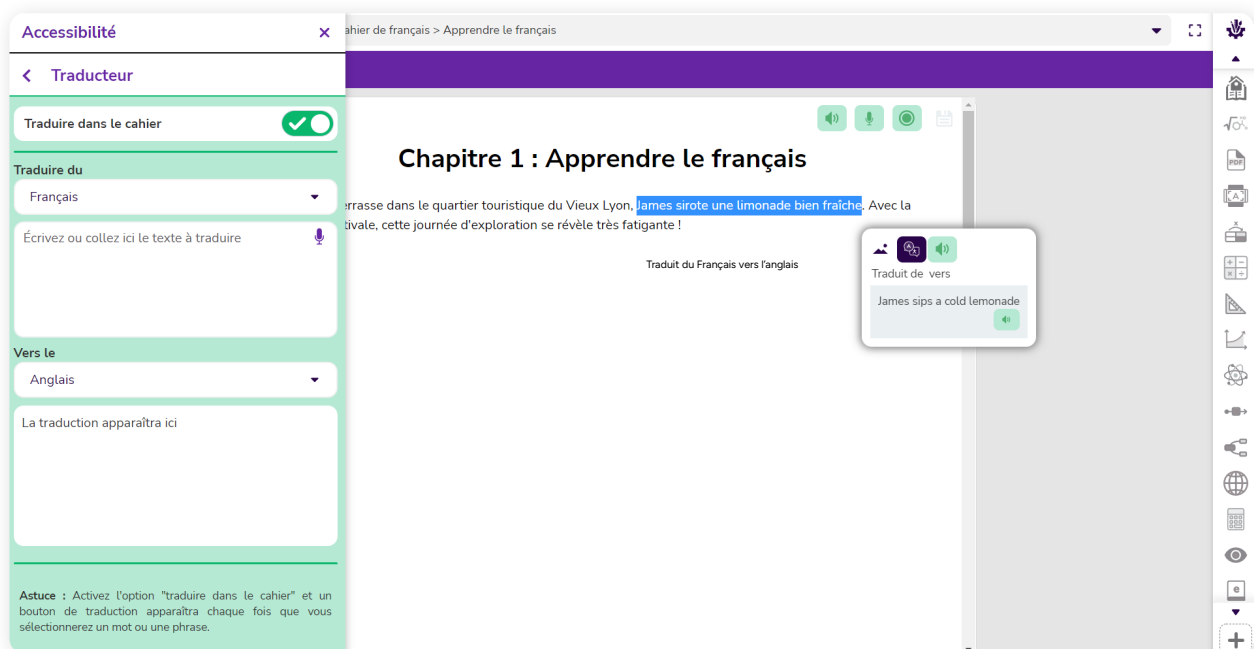 Accessibilité
ahier de français > Apprendre le français
Traducteur
Traduire dans le cahier
Traduire du
Français
Écrivez ou collez ici le texte à traduire
Vers le
Anglais
La traduction apparaîtra ici
Astuce : Activez l'option "traduire dans le cahier" et un
bouton de traduction apparaîtra chaque fois que vous
sélectionnerez un mot ou une phrase.
Chapitre 1 : Apprendre le français
errasse dans le quartier touristique du Vieux Lyon, James sirote une limonade bien fraîche. Avec la
tivale, cette journée d'exploration se révèle très fatigante !
Traduit du Français vers l'anglais
Traduit de vers
James sips a cold lemonade
PDF
A
e